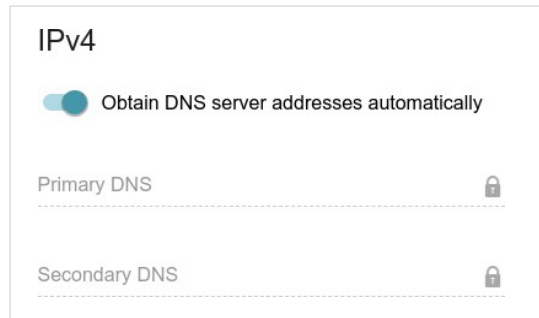 IPv4
Obtain DNS server addresses automatically
Primary DNS
Secondary DNS